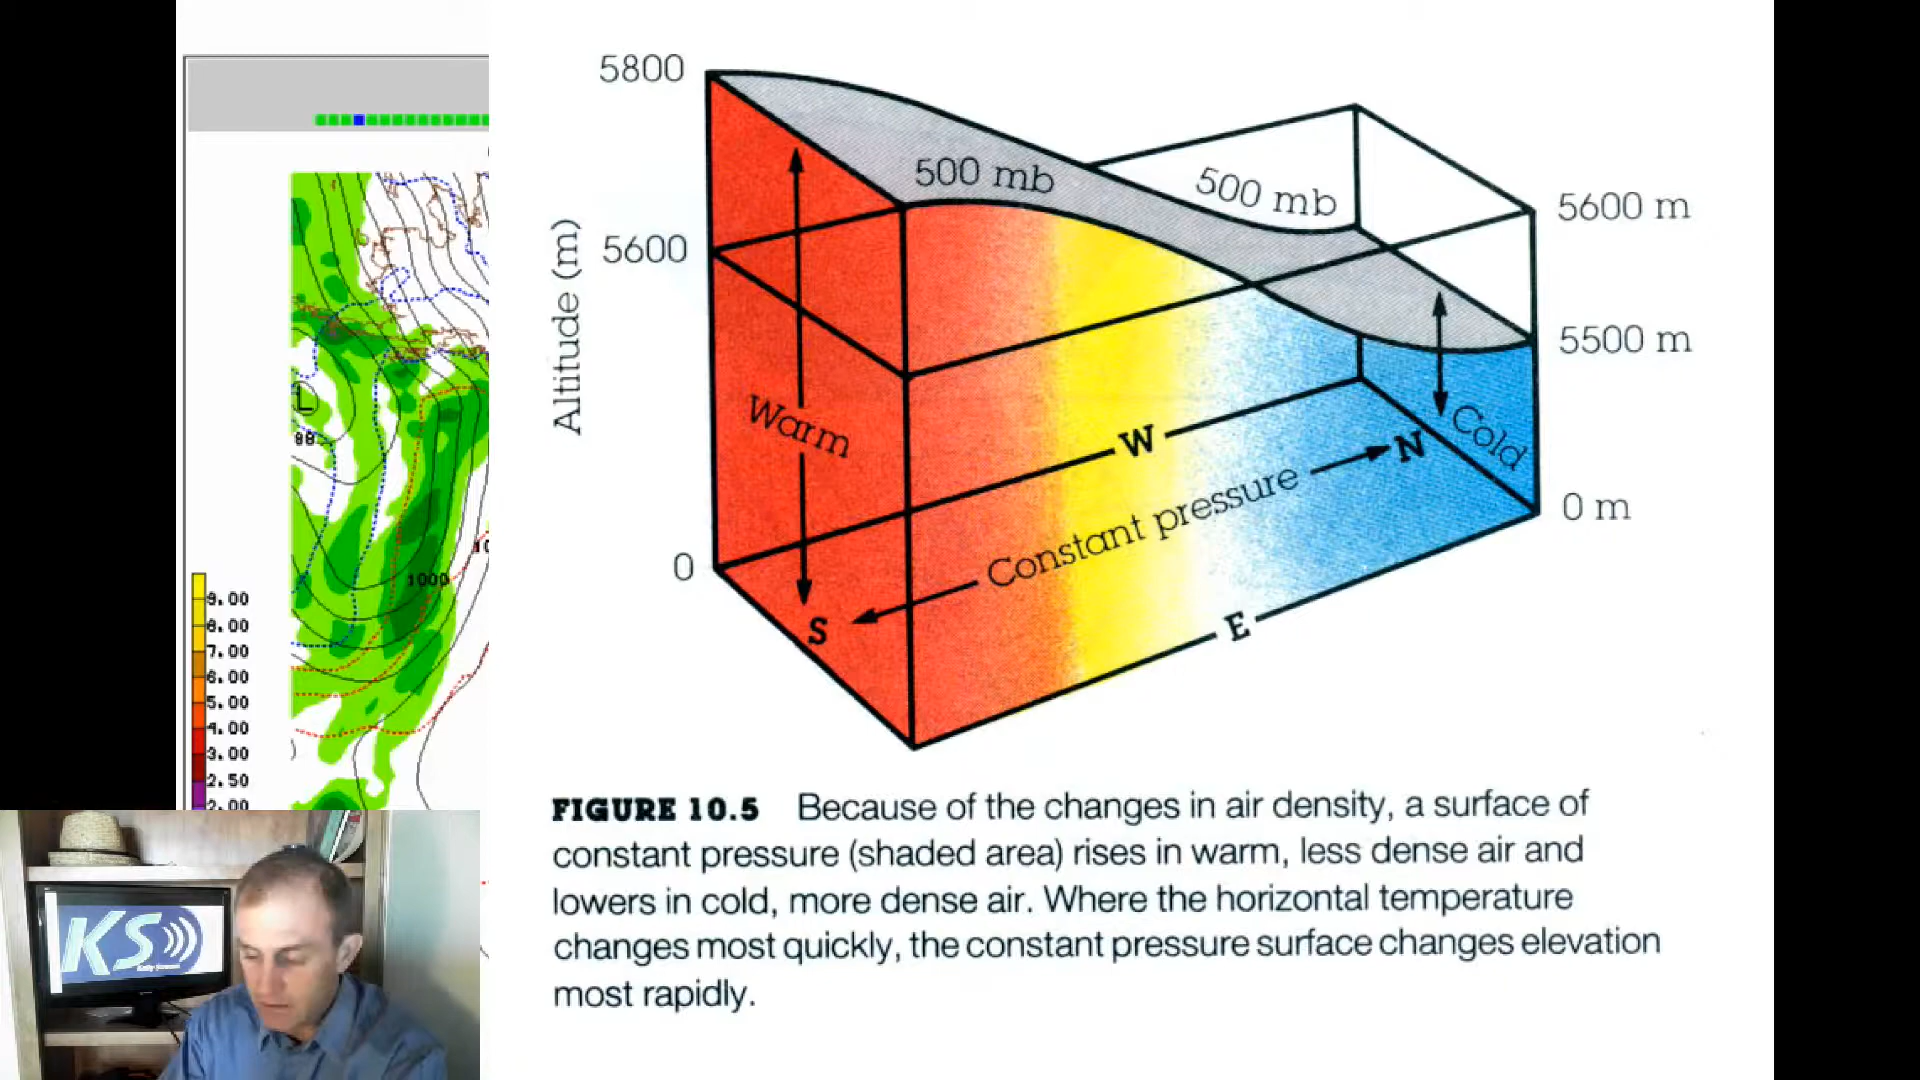 5800
5600
0
Altitude (m)
500 mb
500 mb
5600 m
5500 m
0 m
Warm
Cold
W
N
Constant pressure
S
E
FIGURE 10.5 Because of the changes in air density, a surface of
constant pressure (shaded area) rises in warm, less dense air and
lowers in cold, more dense air. Where the horizontal temperature
changes most quickly, the constant pressure surface changes elevation
most rapidly.
L
88
10
1000
9.00
8.00
7.00
6.00
5.00
4.00
3.00
2.50
2.00
KS